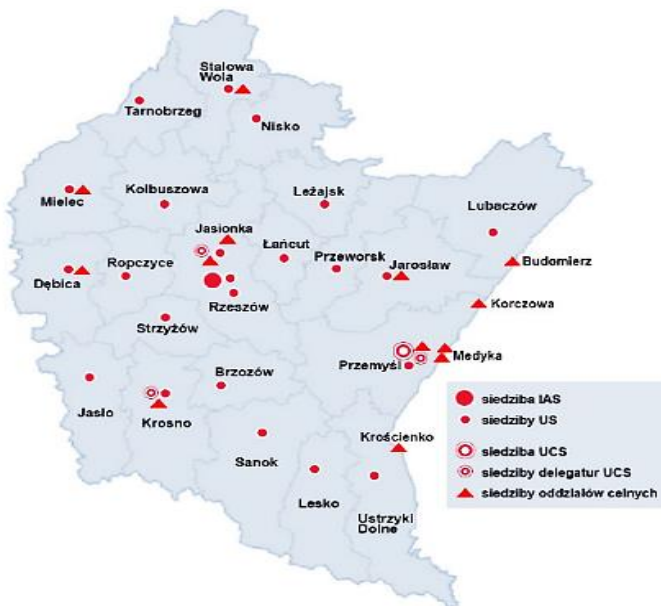 Stalowa
Wola
Tarnobrzeg
Nisko
Mielec
Kolbuszowa
Leżajsk
Lubaczów
Jasionka
Łańcut
Przeworsk
Budomierz
Dębica
Ropczyce
Jarosław
Rzeszów
Korczowa
Strzyżów
Przemyśl
Medyka
Jasło
Brzozów
Krosno
Sanok
Krościenko
Lesko
Ustrzyki
Dolne
siedziba IAS
siedziby US
siedziba UCS
siedziby delegatur UCS
siedziby oddziałów celnych